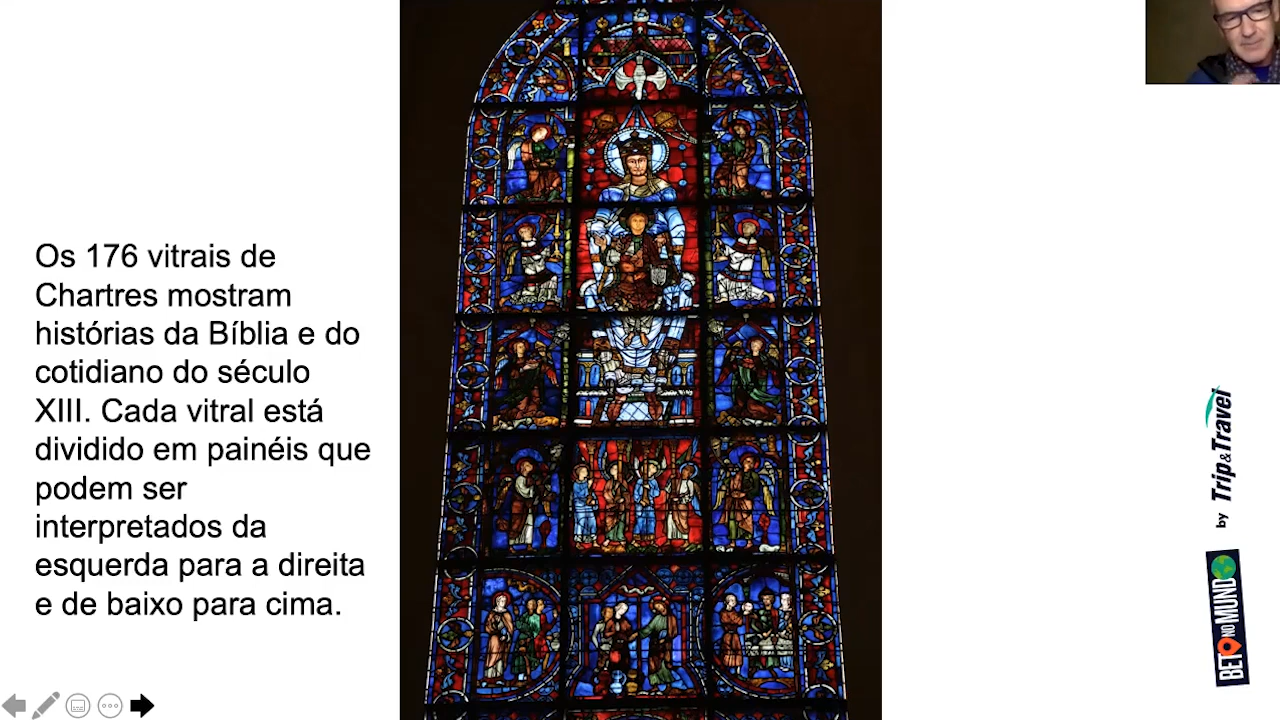 Os 176 vitrais de
Chartres mostram
histórias da Bíblia e do
cotidiano do século
XIII. Cada vitral está
dividido em painéis que
podem ser
interpretados da
esquerda para a direita
e de baixo para cima.
by Trip&Travel
BETO NO MUNDO